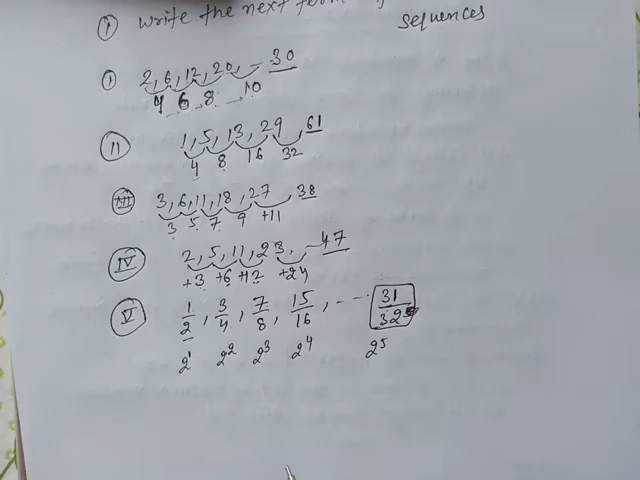 ① Write the next term
sequences
① 2, 6, 12, 20, - 30
4 6 8 10
II 1, 5, 13, 29 61
4 8 16 32
III 3, 6, 11, 18, 27, 38
3 5 7 9 +11
IV 2, 5, 11, 23, - 47
+3 +6 +12 +24
V 1/2, 3/4, 7/8, 15/16, --- 31/32
2¹ 2² 2³ 2⁴ 2⁵